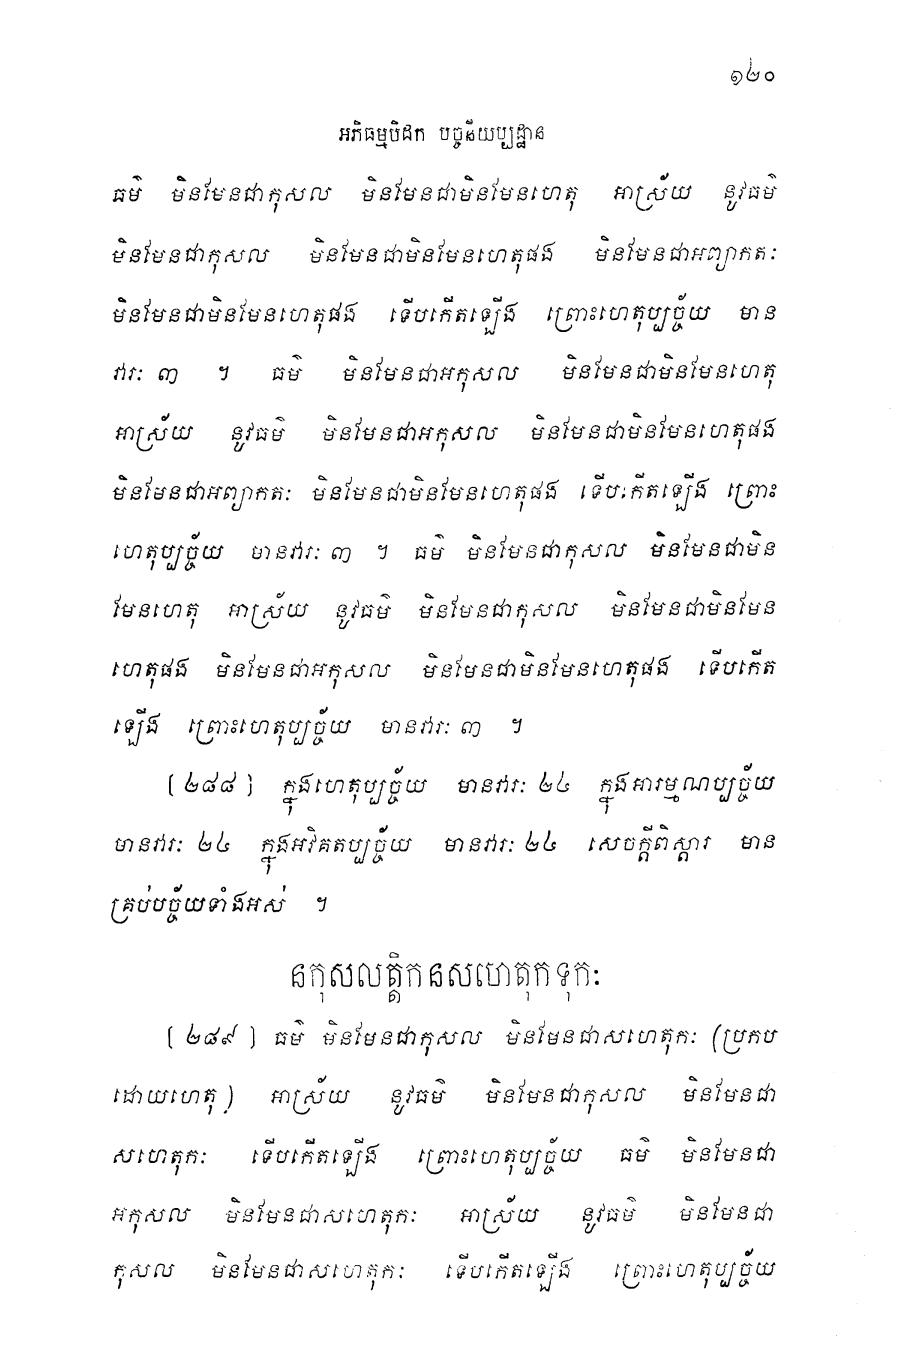 ១២០
អភិធម្មបិដក បច្ចនីយប្បដ្ឋាន
ធម៌ មិនមែនជាកុសល មិនមែនជាមិនមែនហេតុ អាស្រ័យ នូវធម៌
មិនមែនជាកុសល មិនមែនជាមិនមែនហេតុផង មិនមែនជាអព្យាកតៈ
មិនមែនជាមិនមែនហេតុផង ទើបកើតឡើង ព្រោះហេតុប្បច្ច័យ មាន
វារៈ ៣ ។ ធម៌ មិនមែនជាអកុសល មិនមែនជាមិនមែនហេតុ
អាស្រ័យ នូវធម៌ មិនមែនជាអកុសល មិនមែនជាមិនមែនហេតុផង
មិនមែនជាអព្យាកតៈ មិនមែនជាមិនមែនហេតុផង ទើបកើតឡើង ព្រោះ
ហេតុប្បច្ច័យ មានវារៈ ៣ ។ ធម៌ មិនមែនជាកុសល មិនមែនជាមិន
មែនហេតុ អាស្រ័យ នូវធម៌ មិនមែនជាកុសល មិនមែនជាមិនមែន
ហេតុផង មិនមែនជាអកុសល មិនមែនជាមិនមែនហេតុផង ទើបកើត
ឡើង ព្រោះហេតុប្បច្ច័យ មានវារៈ ៣ ។
[ ២៨៨ ] ក្នុងហេតុប្បច្ច័យ មានវារៈ ២៤ ក្នុងអារម្មណប្បច្ច័យ
មានវារៈ ២៤ ក្នុងអវិគតប្បច្ច័យ មានវារៈ ២៤ សេចក្តីពិស្តារ មាន
គ្រប់បច្ច័យទាំងអស់ ។
នកុសលត្តិកនសហេតុកទុកៈ
[ ២៨៩ ] ធម៌ មិនមែនជាកុសល មិនមែនជាសហេតុកៈ (ប្រកប
ដោយហេតុ) អាស្រ័យ នូវធម៌ មិនមែនជាកុសល មិនមែនជា
សហេតុកៈ ទើបកើតឡើង ព្រោះហេតុប្បច្ច័យ ធម៌ មិនមែនជា
អកុសល មិនមែនជាសហេតុកៈ អាស្រ័យ នូវធម៌ មិនមែនជា
កុសល មិនមែនជាសហេតុកៈ ទើបកើតឡើង ព្រោះហេតុប្បច្ច័យ